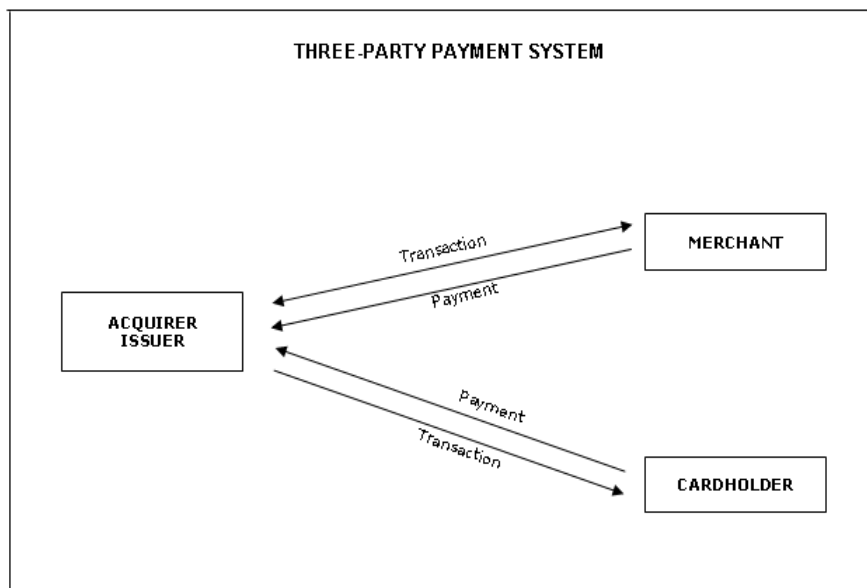 THREE-PARTY PAYMENT SYSTEM
Transaction
MERCHANT
Payment
ACQUIRER
ISSUER
Payment
Transaction
CARDHOLDER